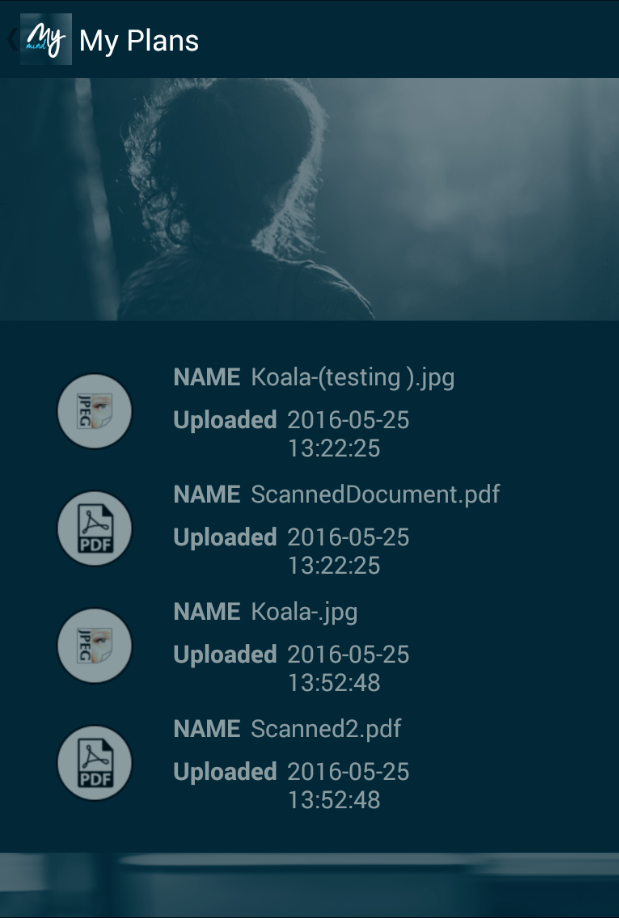 My
mind
My Plans
NAME Koala-(testing ).jpg
JPEG
Uploaded 2016-05-25
13:22:25
NAME ScannedDocument.pdf
PDF
Uploaded 2016-05-25
13:22:25
NAME Koala-.jpg
JPEG
Uploaded 2016-05-25
13:52:48
NAME Scanned2.pdf
PDF
Uploaded 2016-05-25
13:52:48